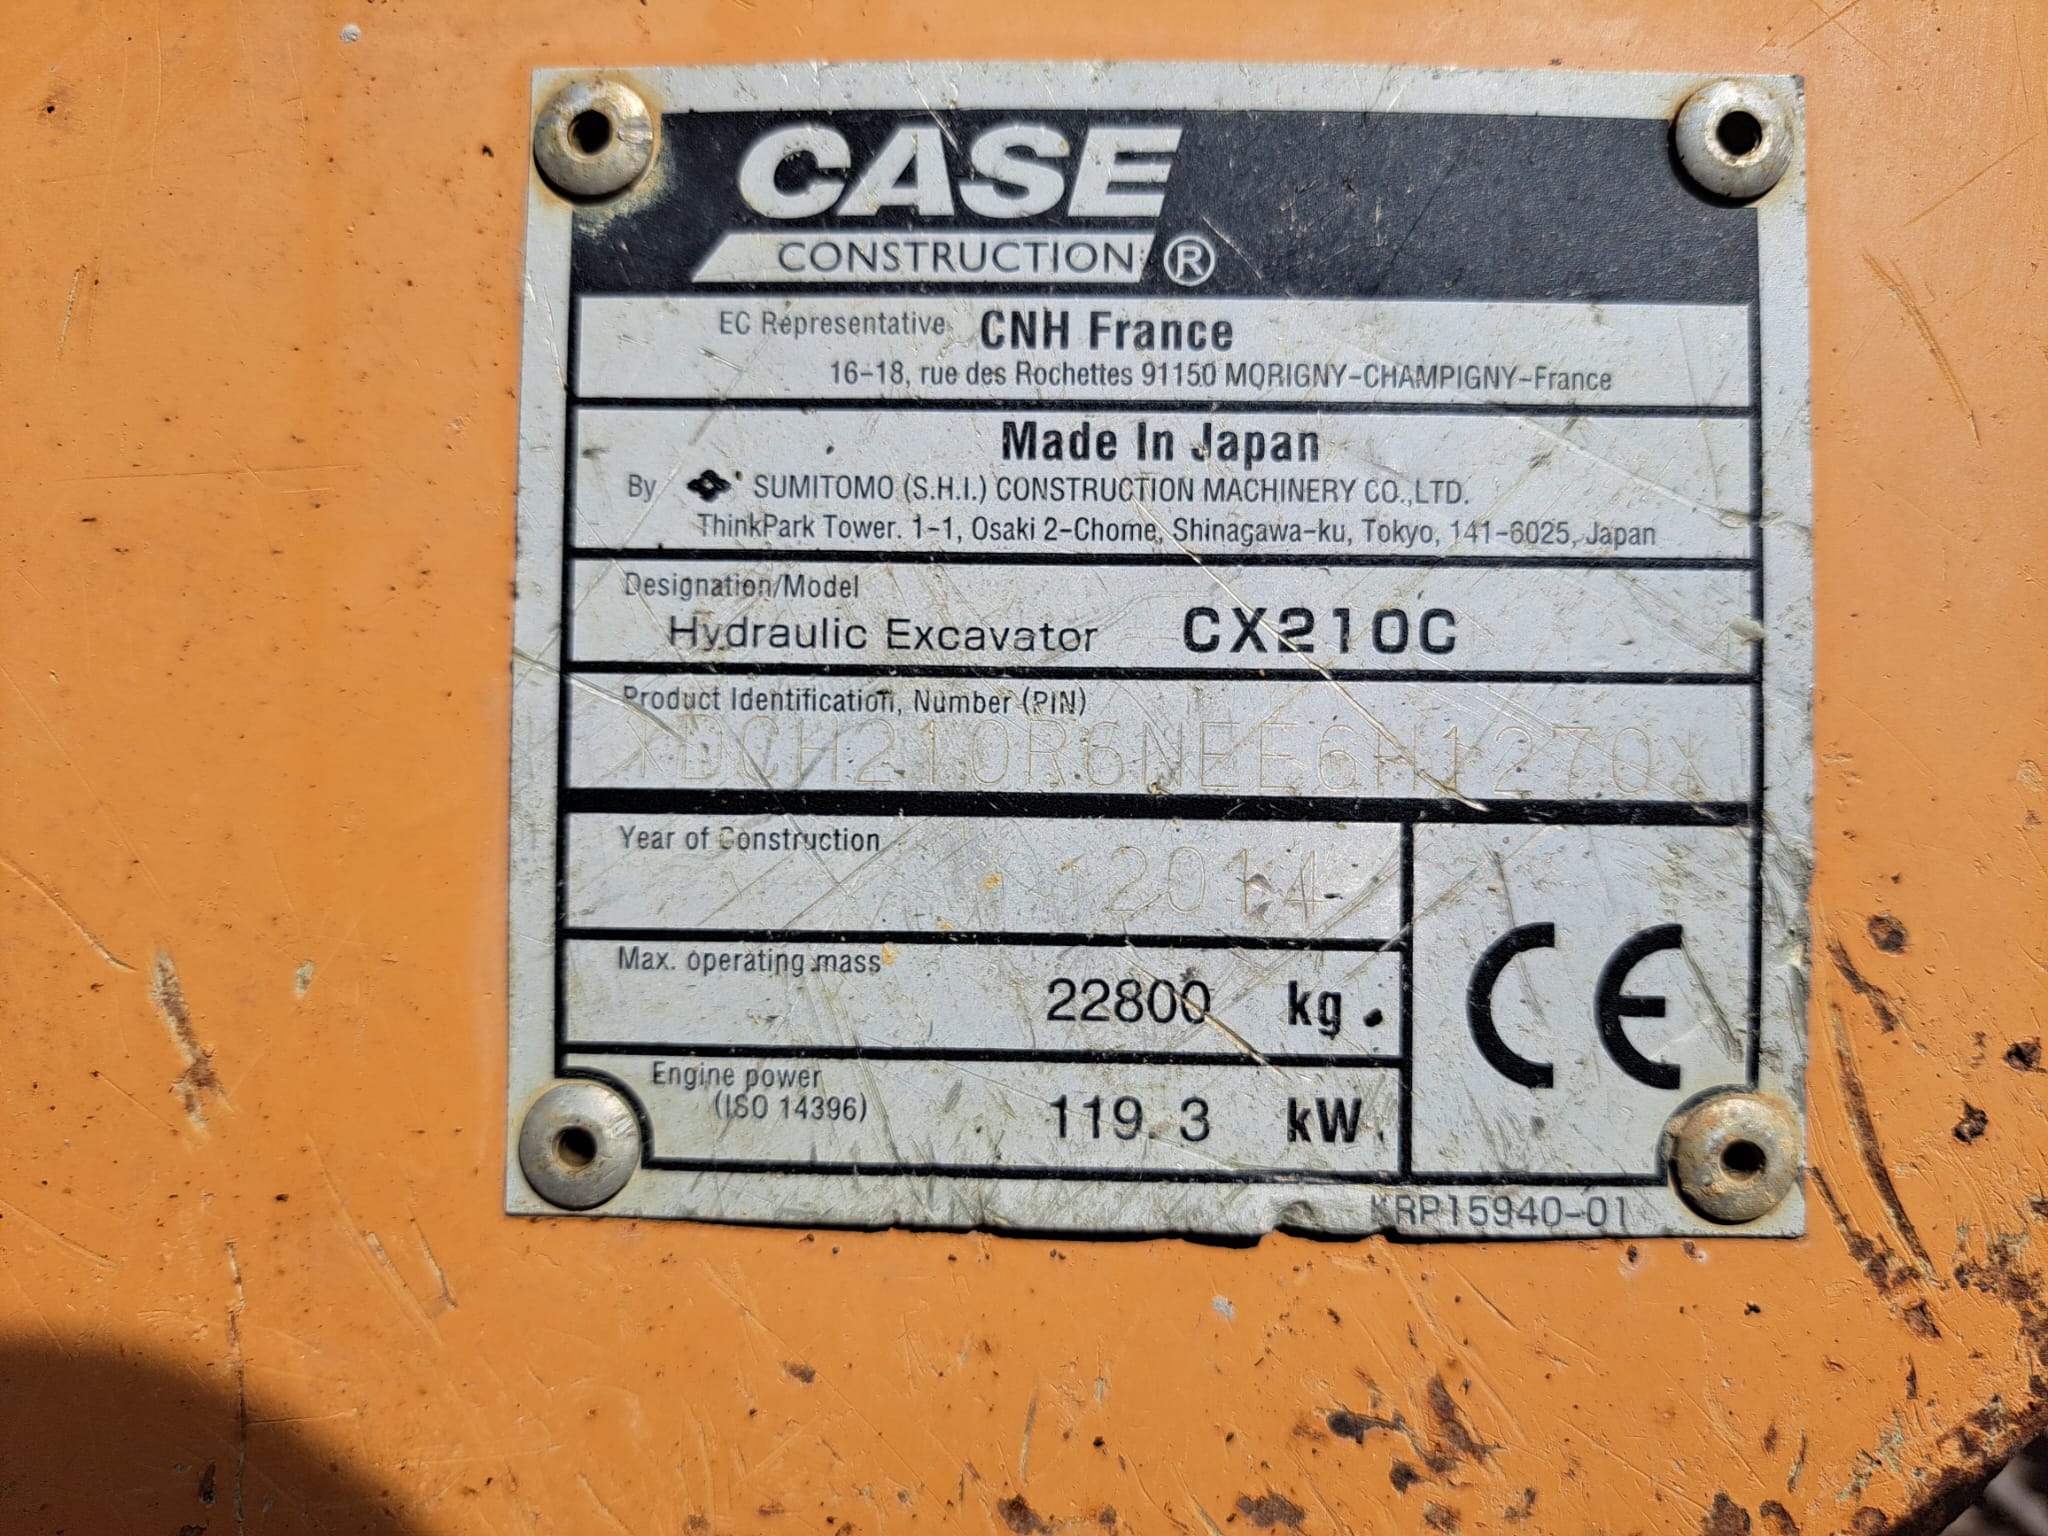 CASE
CONSTRUCTION ®
EC Representative CNH France
16-18, rue des Rochettes 91150 MORIGNY-CHAMPIGNY-France
Made In Japan
By SUMITOMO (S.H.I.) CONSTRUCTION MACHINERY CO.,LTD.
ThinkPark Tower. 1-1, Osaki 2-Chome, Shinagawa-ku, Tokyo, 141-6025, Japan
Designation/Model
Hydraulic Excavator CX210C
Product Identification, Number (PIN)
Year of Construction
2014
Max. operating mass
22800 kg
Engine power
(ISO 14396)
119.3 kW
CE
KRP15940-01